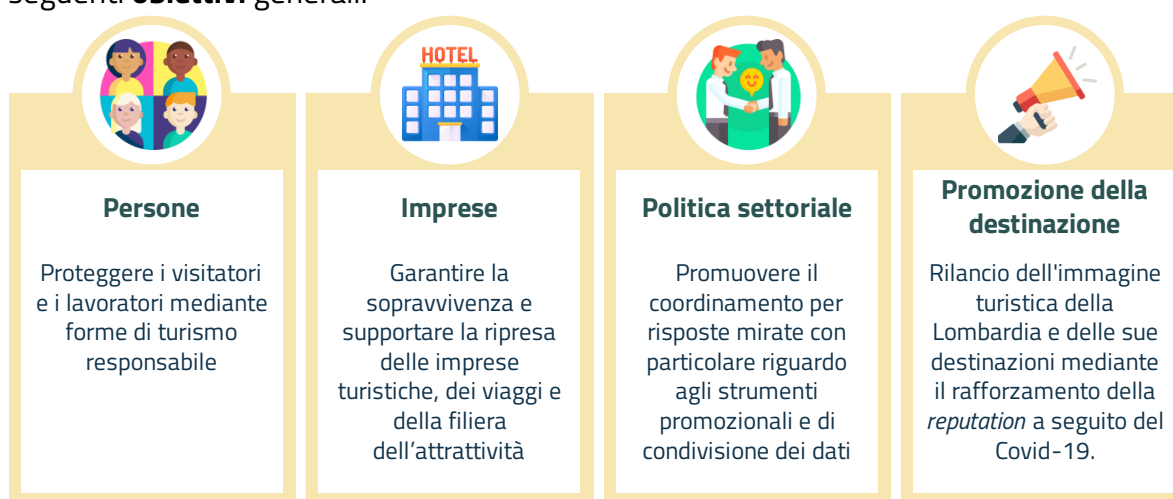 seguenti obiettivi generali:
HOTEL
Persone
Proteggere i visitatori
e i lavoratori mediante
forme di turismo
responsabile
Imprese
Garantire la
sopravvivenza e
supportare la ripresa
delle imprese
turistiche, dei viaggi e
della filiera
dell’attrattività
Politica settoriale
Promuovere il
coordinamento per
risposte mirate con
particolare riguardo
agli strumenti
promozionali e di
condivisione dei dati
Promozione della
destinazione
Rilancio dell'immagine
turistica della
Lombardia e delle sue
destinazioni mediante
il rafforzamento della
reputation a seguito del
Covid-19.